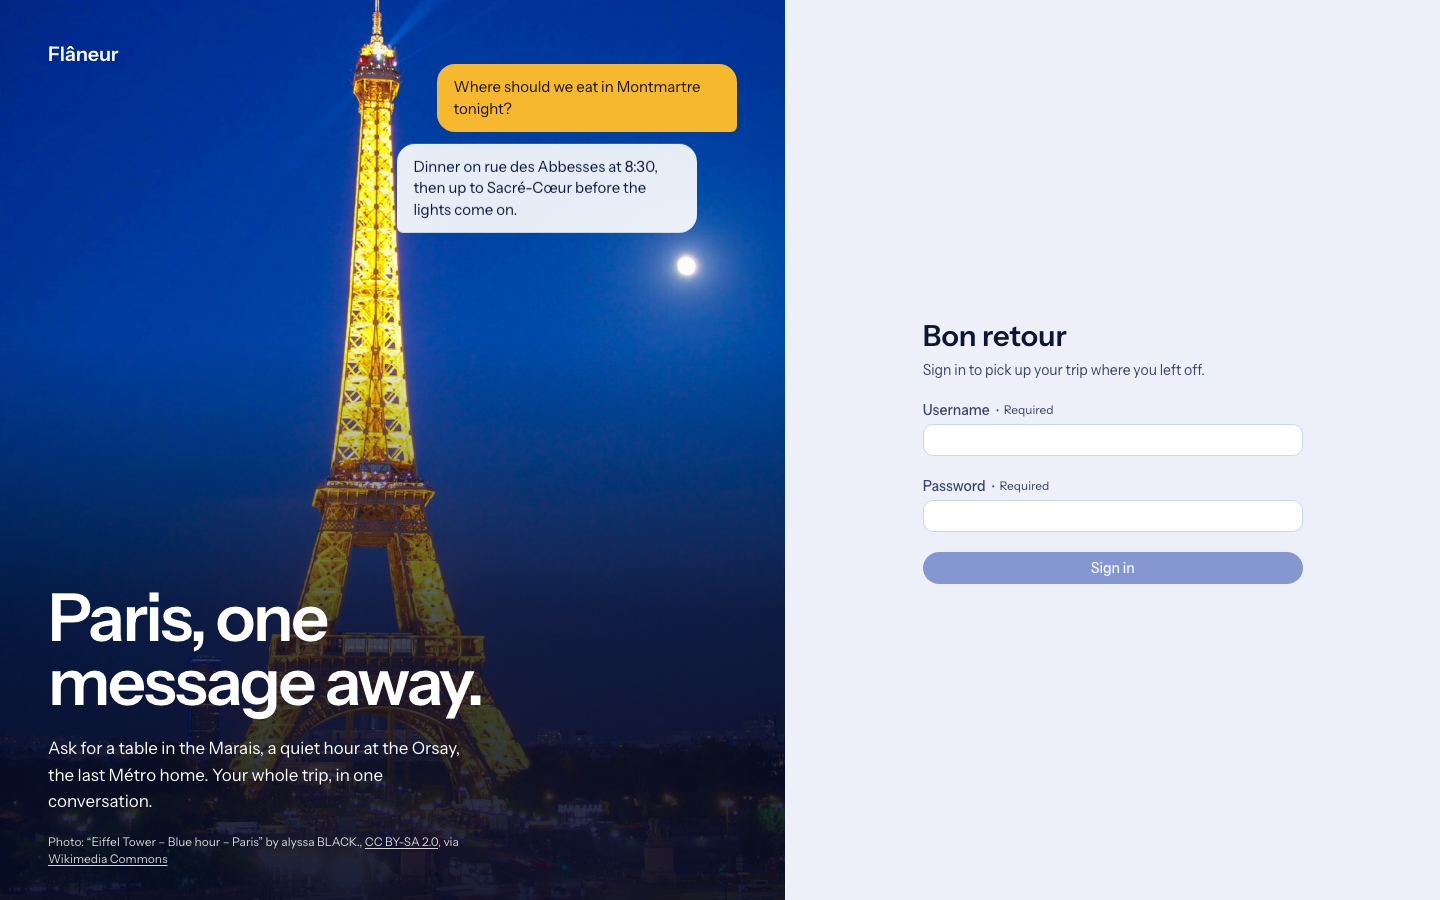 Flâneur
Where should we eat in Montmartre
tonight?
Dinner on rue des Abbesses at 8:30,
then up to Sacré-Cœur before the
lights come on.
Paris, one
message away.
Ask for a table in the Marais, a quiet hour at the Orsay,
the last Métro home. Your whole trip, in one
conversation.
Photo: “Eiffel Tower – Blue hour – Paris” by alyssa BLACK., CC BY-SA 2.0, via
Wikimedia Commons
Bon retour
Sign in to pick up your trip where you left off.
Username · Required
Password · Required
Sign in